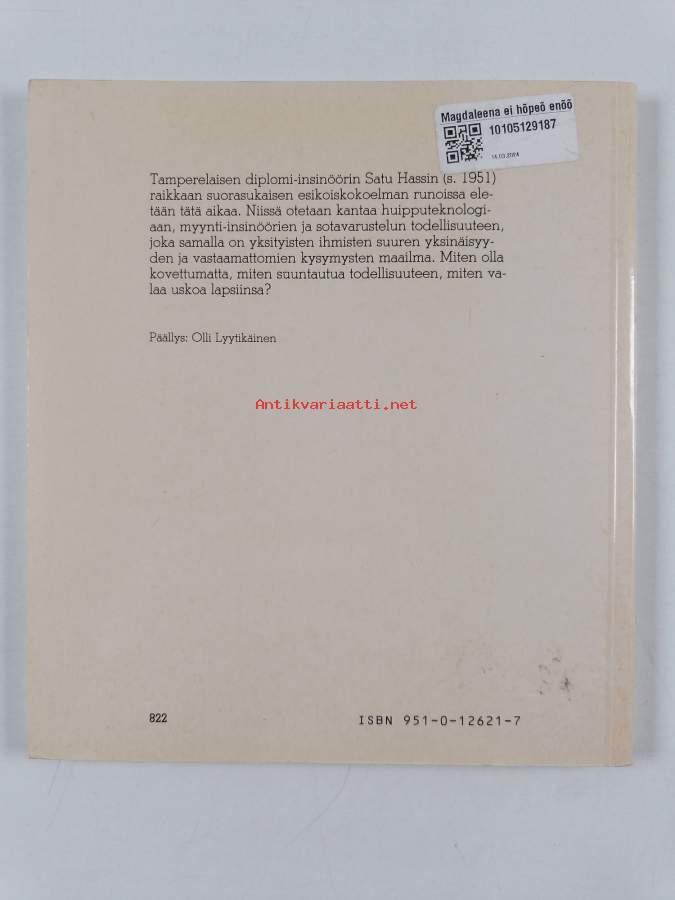 Magdaleena ei höpeö enöö
10105129187
14.03.2024
Tamperelaisen diplomi-insinöörin Satu Hassin (s. 1951)
raikkaan suorasukaisen esikoiskokoelman runoissa ele-
tään tätä aikaa. Niissä otetaan kantaa huipputeknologi-
aan, myynti-insinöörien ja sotavarustelun todellisuuteen,
joka samalla on yksityisten ihmisten suuren yksinäisyy-
den ja vastaamattomien kysymysten maailma. Miten olla
kovettumatta, miten suuntautua todellisuuteen, miten va-
laa uskoa lapsiinsa?
Päällys: Olli Lyytikäinen
Antikvariaatti.net
822
ISBN 951-0-12621-7